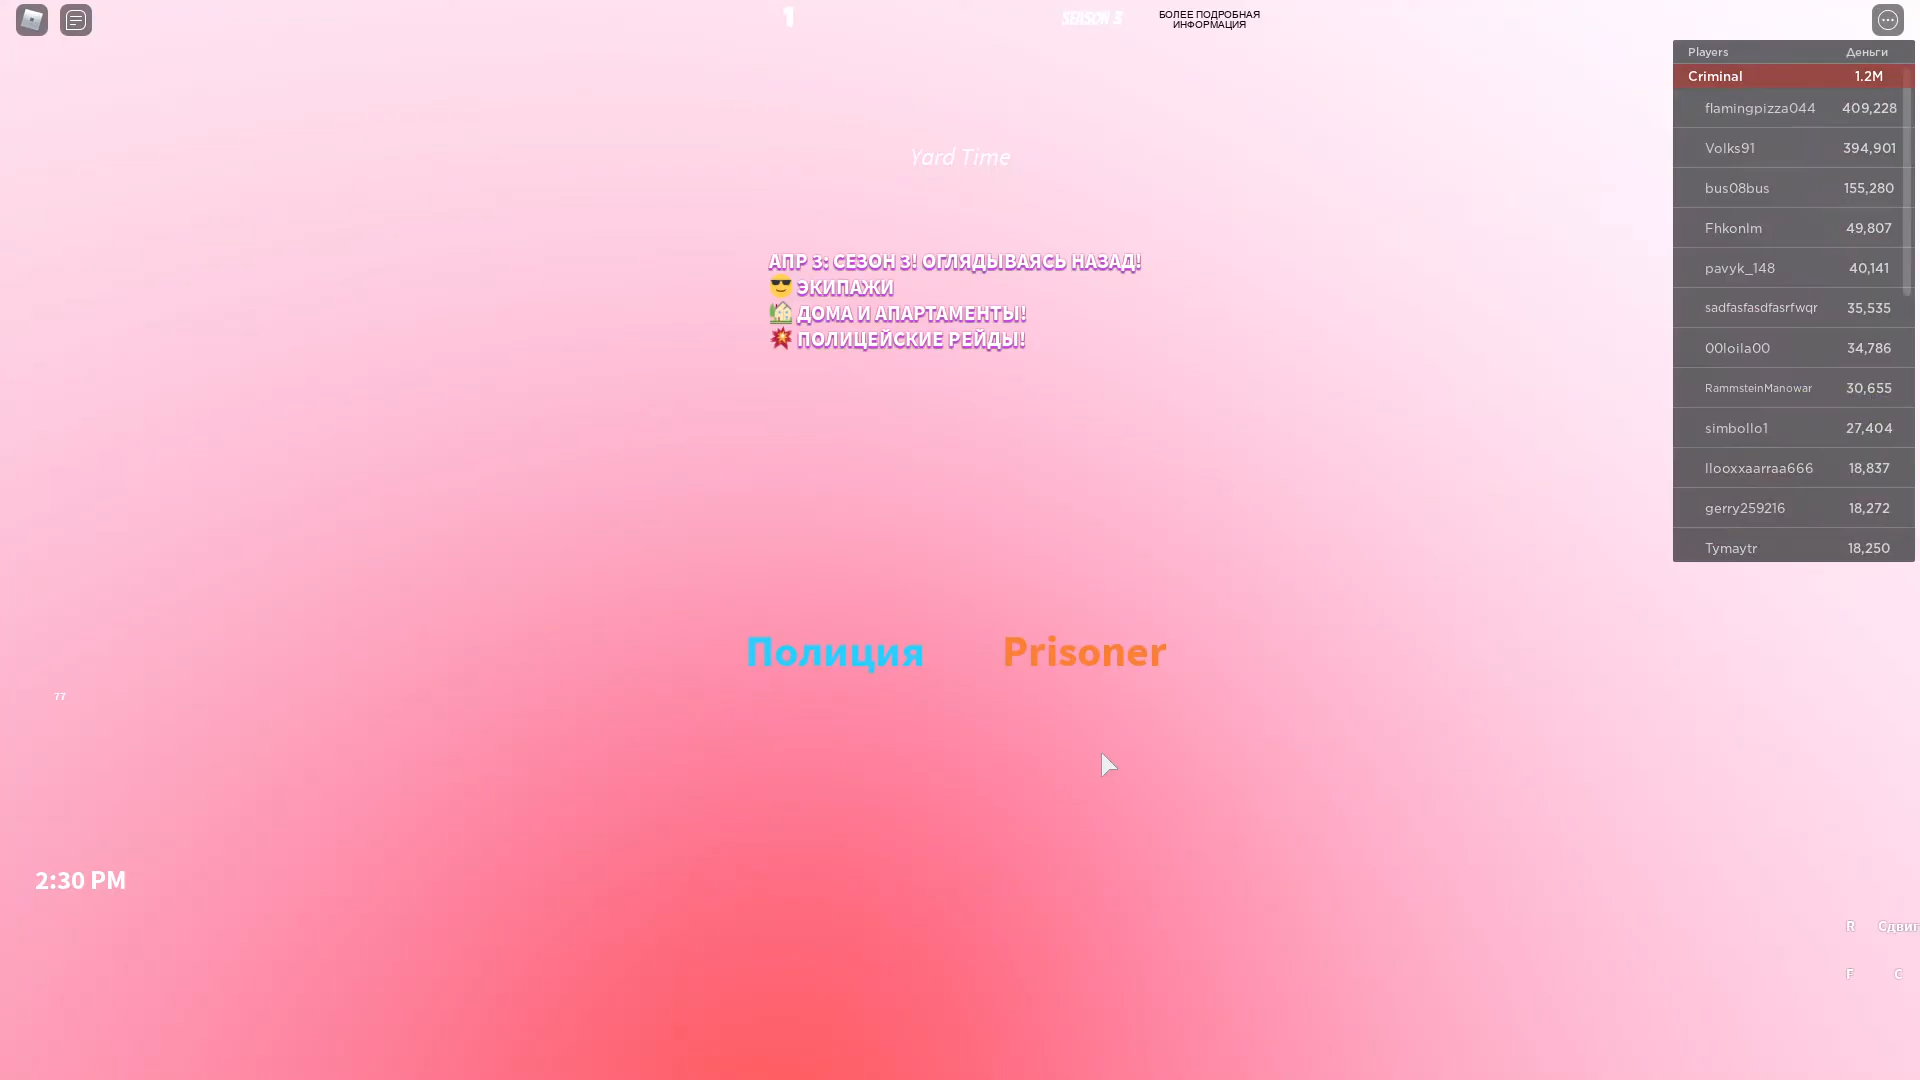 1
SEASON 3
БОЛЕЕ ПОДРОБНАЯ
ИНФОРМАЦИЯ
Players Деньги
Criminal 1.2M
flamingpizza044 409,228
Volks91 394,901
bus08bus 155,280
FhkonIm 49,807
pavyk_148 40,141
sadfasfasdfasrfwqr 35,535
00loila00 34,786
RammsteinManowar 30,655
simbollo1 27,404
llooxxaarraa666 18,837
gerry259216 18,272
Tymaytr 18,250
Yard Time
АПР 3: СЕЗОН 3! ОГЛЯДЫВАЯСЬ НАЗАД!
😎 ЭКИПАЖИ
🏡 ДОМА И АПАРТАМЕНТЫ!
💥 ПОЛИЦЕЙСКИЕ РЕЙДЫ!
Полиция Prisoner
77
2:30 PM
R Сдвиг
F C